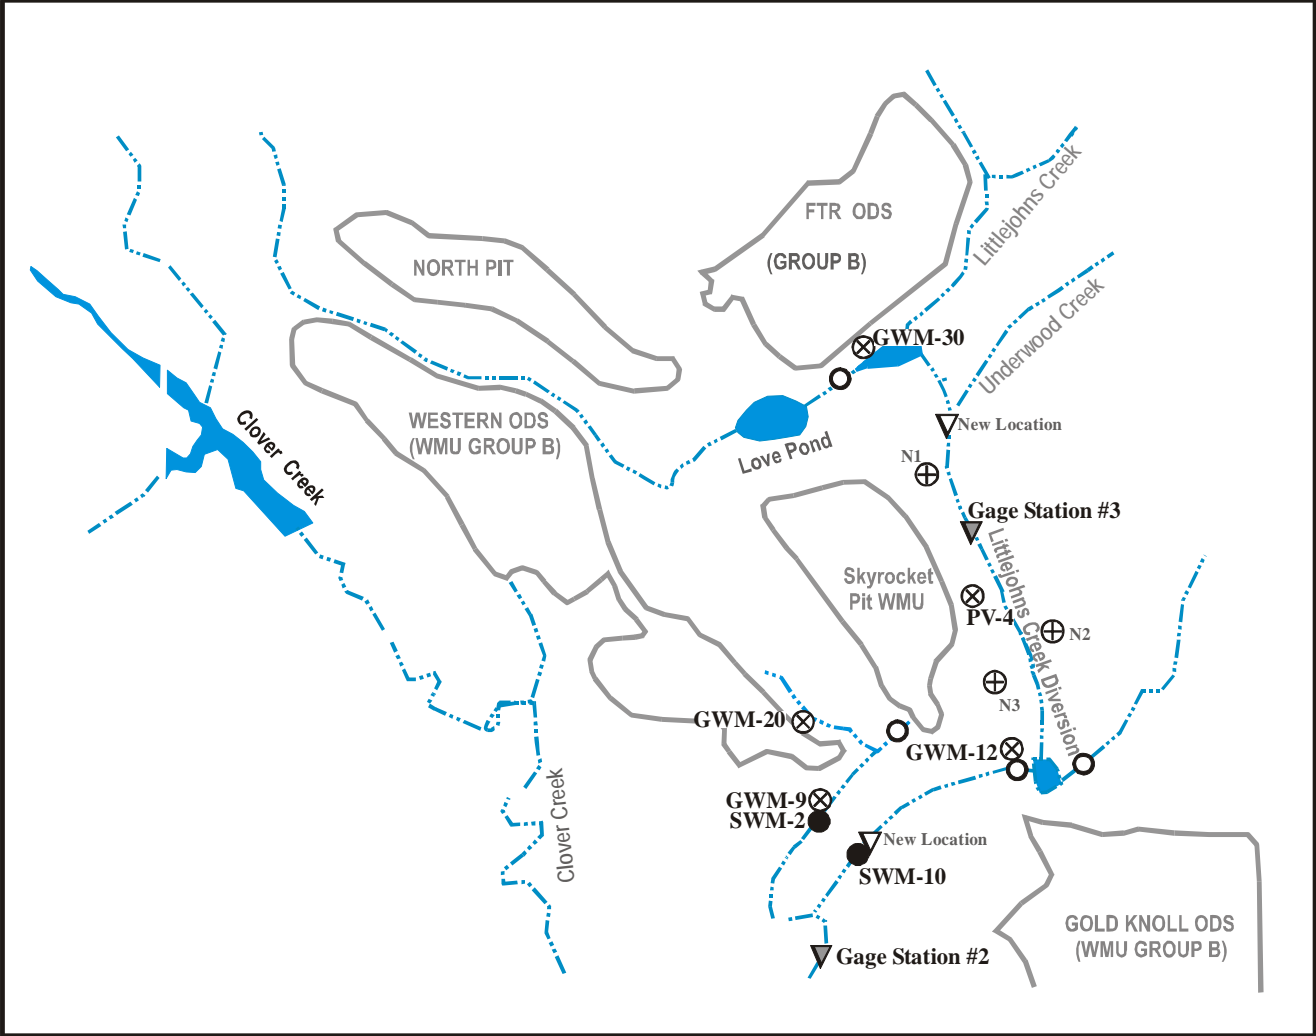 Littlejohns Creek
FTR ODS
(GROUP B)
NORTH PIT
Underwood Creek
GWM-30
WESTERN ODS
(WMU GROUP B)
Clover Creek
Love Pond
New Location
N1
Gage Station #3
Littlejohns Creek Diversion
Skyrocket
Pit WMU
PV-4
N2
N3
GWM-20
GWM-12
GWM-9
SWM-2
Clover Creek
New Location
SWM-10
GOLD KNOLL ODS
(WMU GROUP B)
Gage Station #2